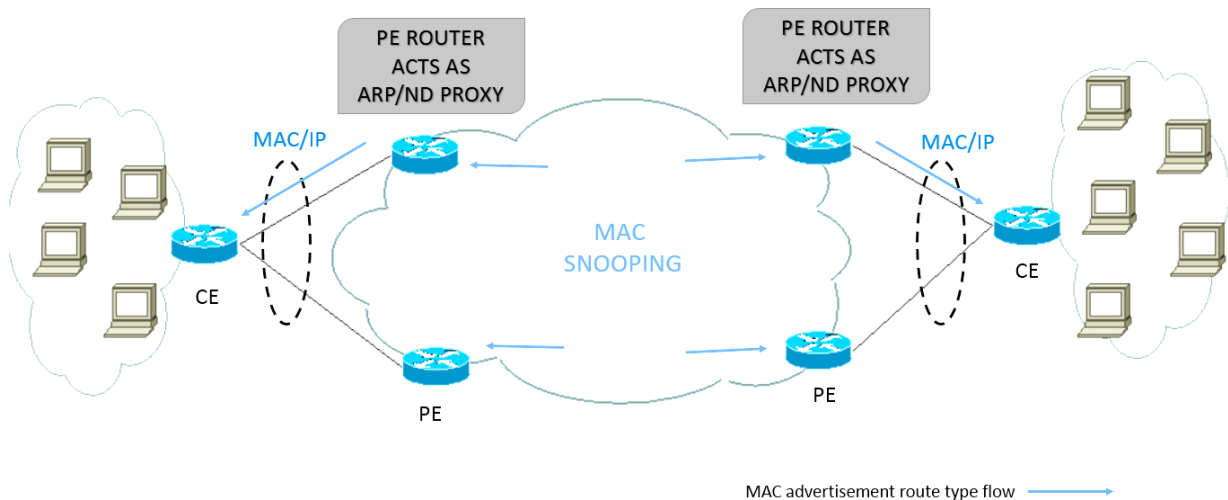 PE ROUTER
ACTS AS
ARP/ND PROXY
PE ROUTER
ACTS AS
ARP/ND PROXY
MAC/IP
MAC/IP
MAC
SNOOPING
CE
CE
PE
PE
MAC advertisement route type flow